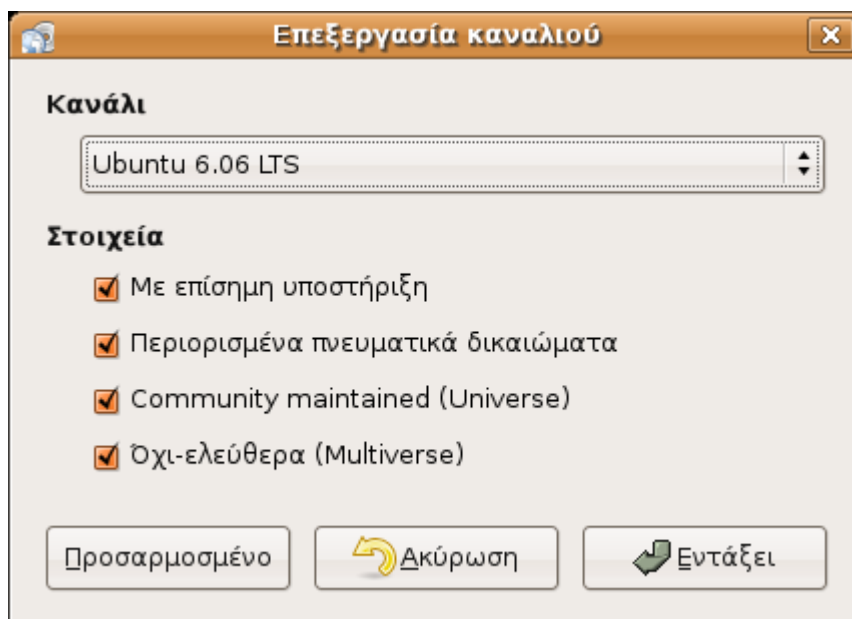 Επεξεργασία καναλιού
Κανάλι
Ubuntu 6.06 LTS
Στοιχεία
Με επίσημη υποστήριξη
Περιορισμένα πνευματικά δικαιώματα
Community maintained (Universe)
Όχι-ελεύθερα (Multiverse)
Προσαρμοσμένο Ακύρωση Εντάξει